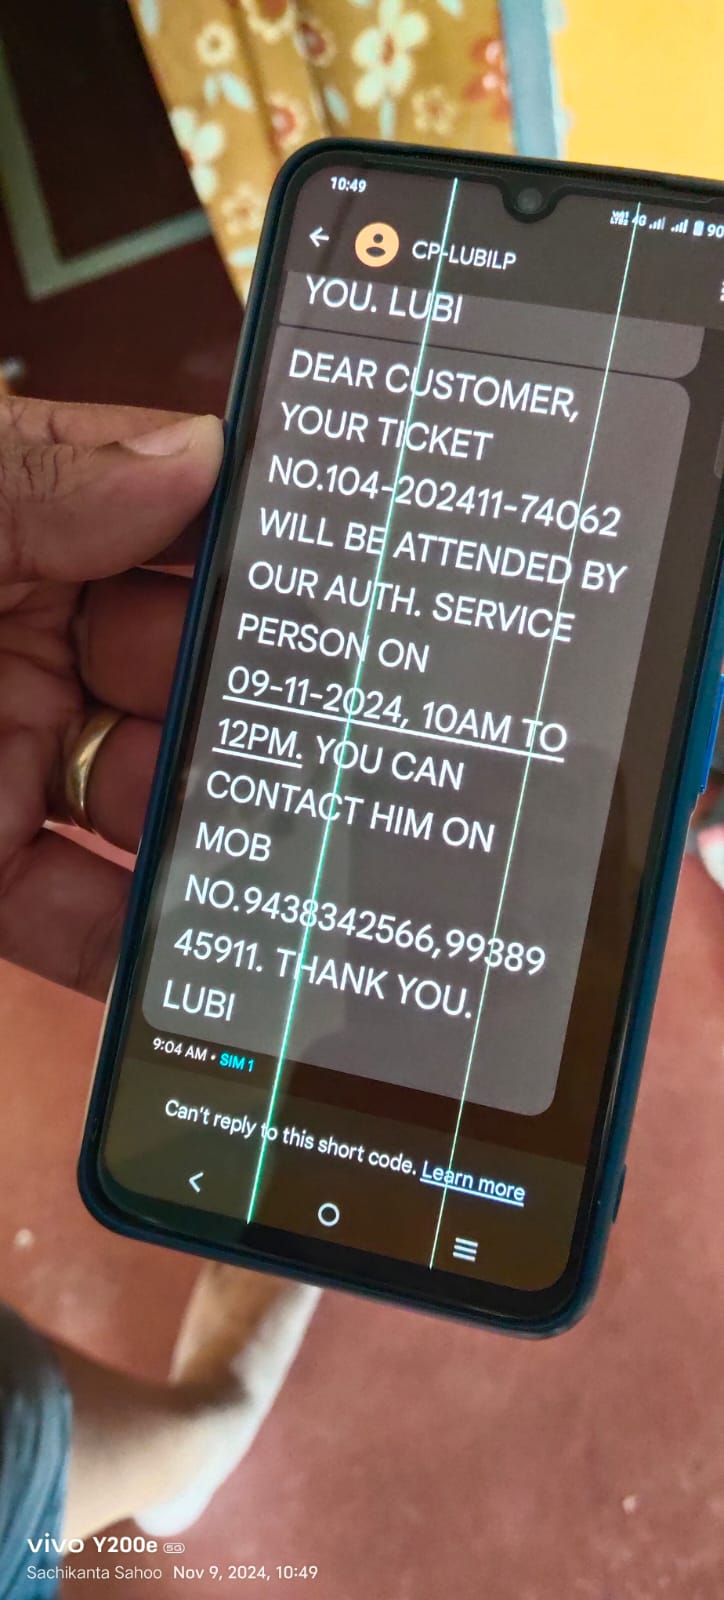 10:49
4G
90
CP-LUBILP
YOU. LUBI
DEAR CUSTOMER,
YOUR TICKET
NO.104-202411-74062
WILL BE ATTENDED BY
OUR AUTH. SERVICE
PERSON ON
09-11-2024, 10AM TO
12PM. YOU CAN
CONTACT HIM ON
MOB
NO.9438342566,99389
45911. THANK YOU.
LUBI
9:04 AM • SIM 1
Can't reply to this short code. Learn more
vivo Y200e 5G
Sachikanta Sahoo Nov 9, 2024, 10:49